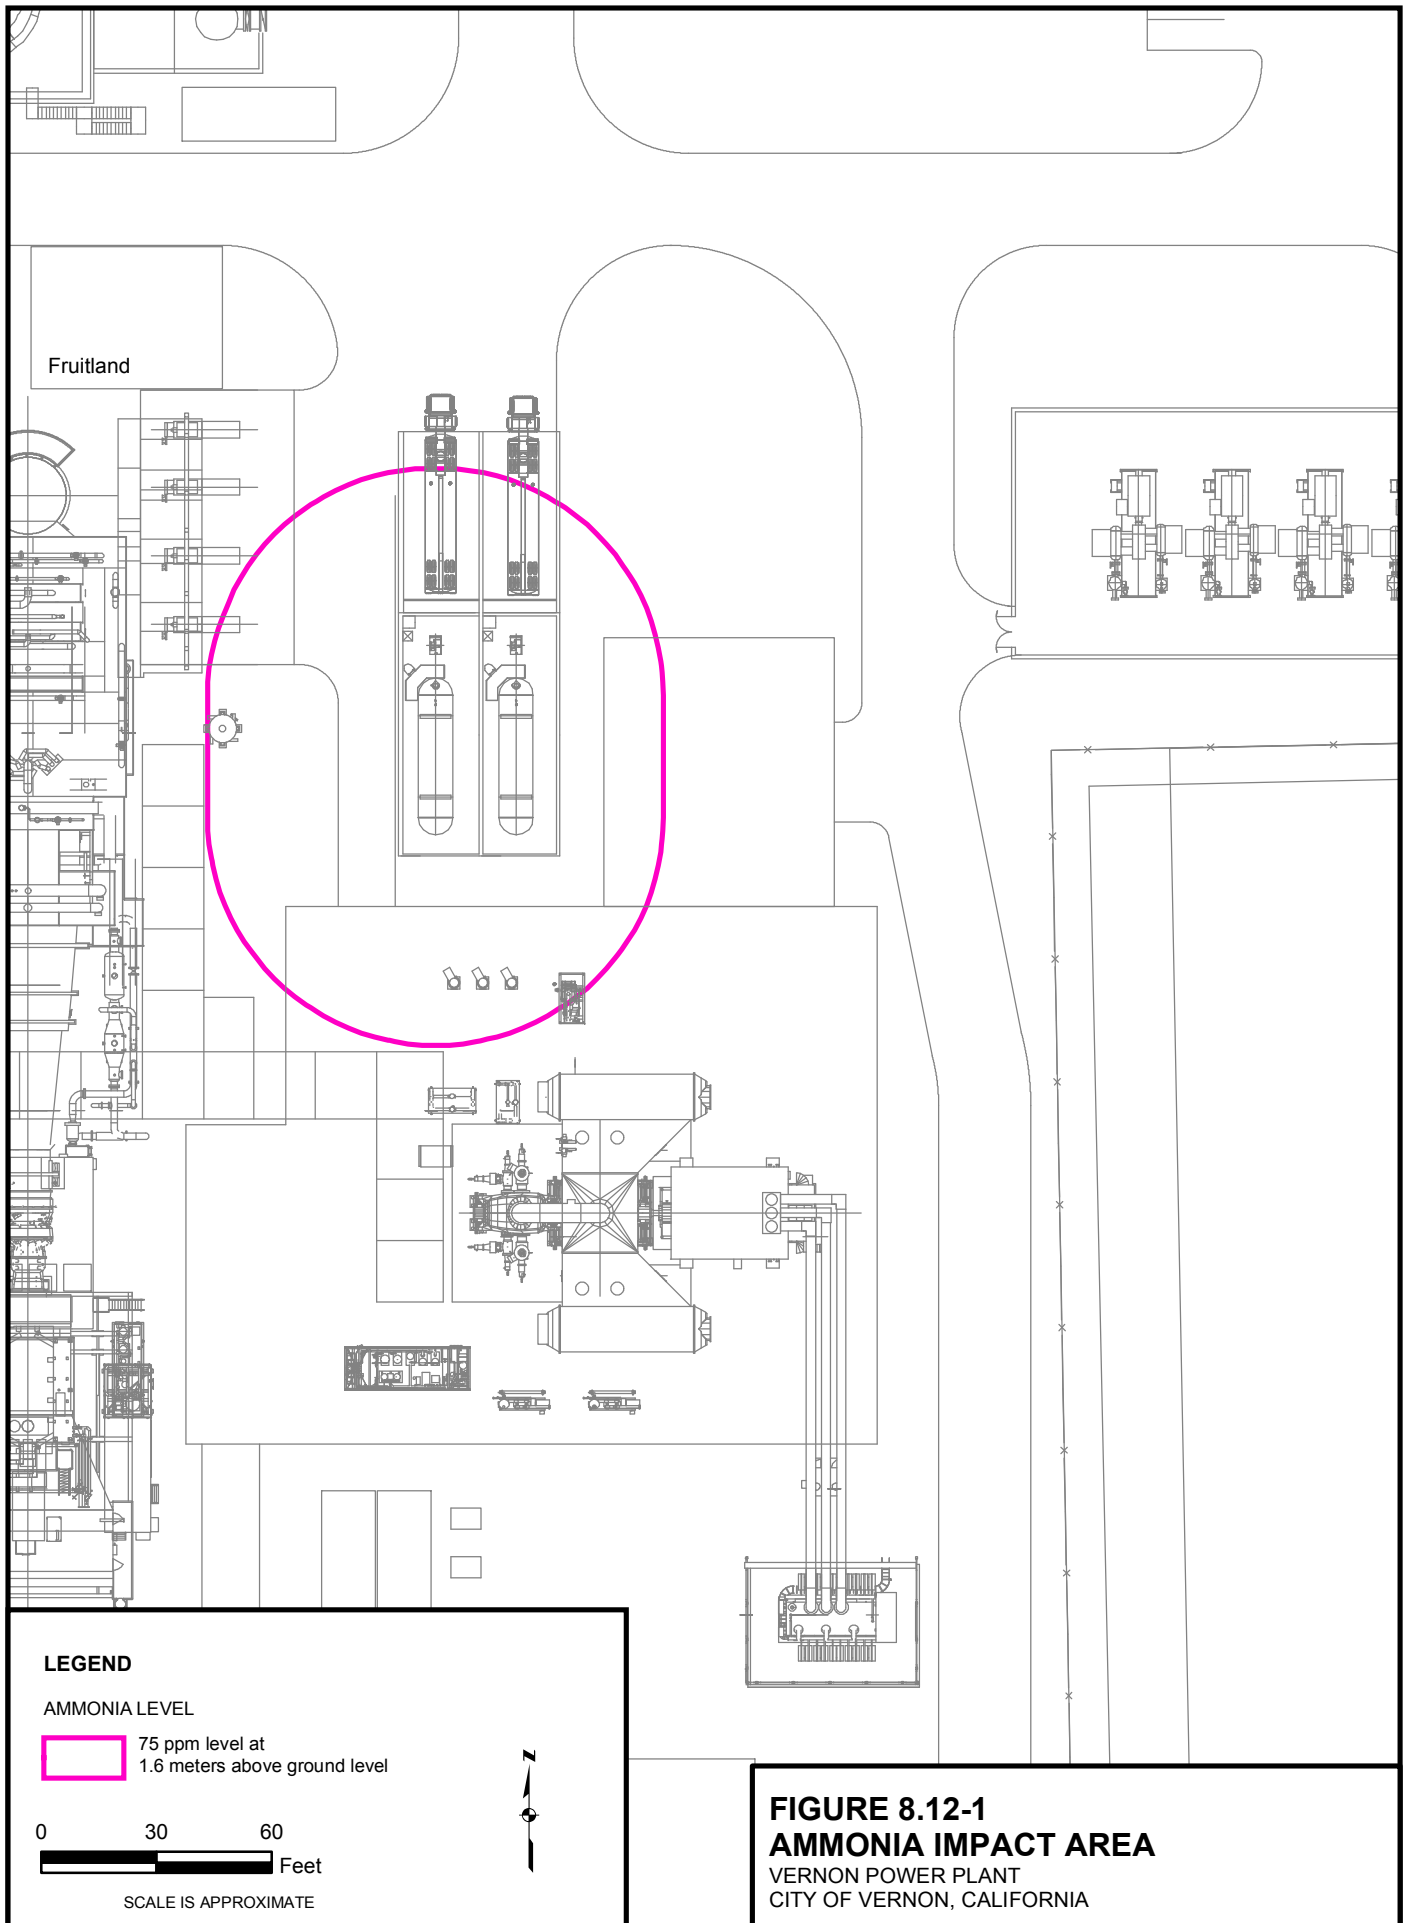 Fruitland
LEGEND
AMMONIA LEVEL
75 ppm level at
1.6 meters above ground level
N
0 30 60
Feet
SCALE IS APPROXIMATE
FIGURE 8.12-1
AMMONIA IMPACT AREA
VERNON POWER PLANT
CITY OF VERNON, CALIFORNIA